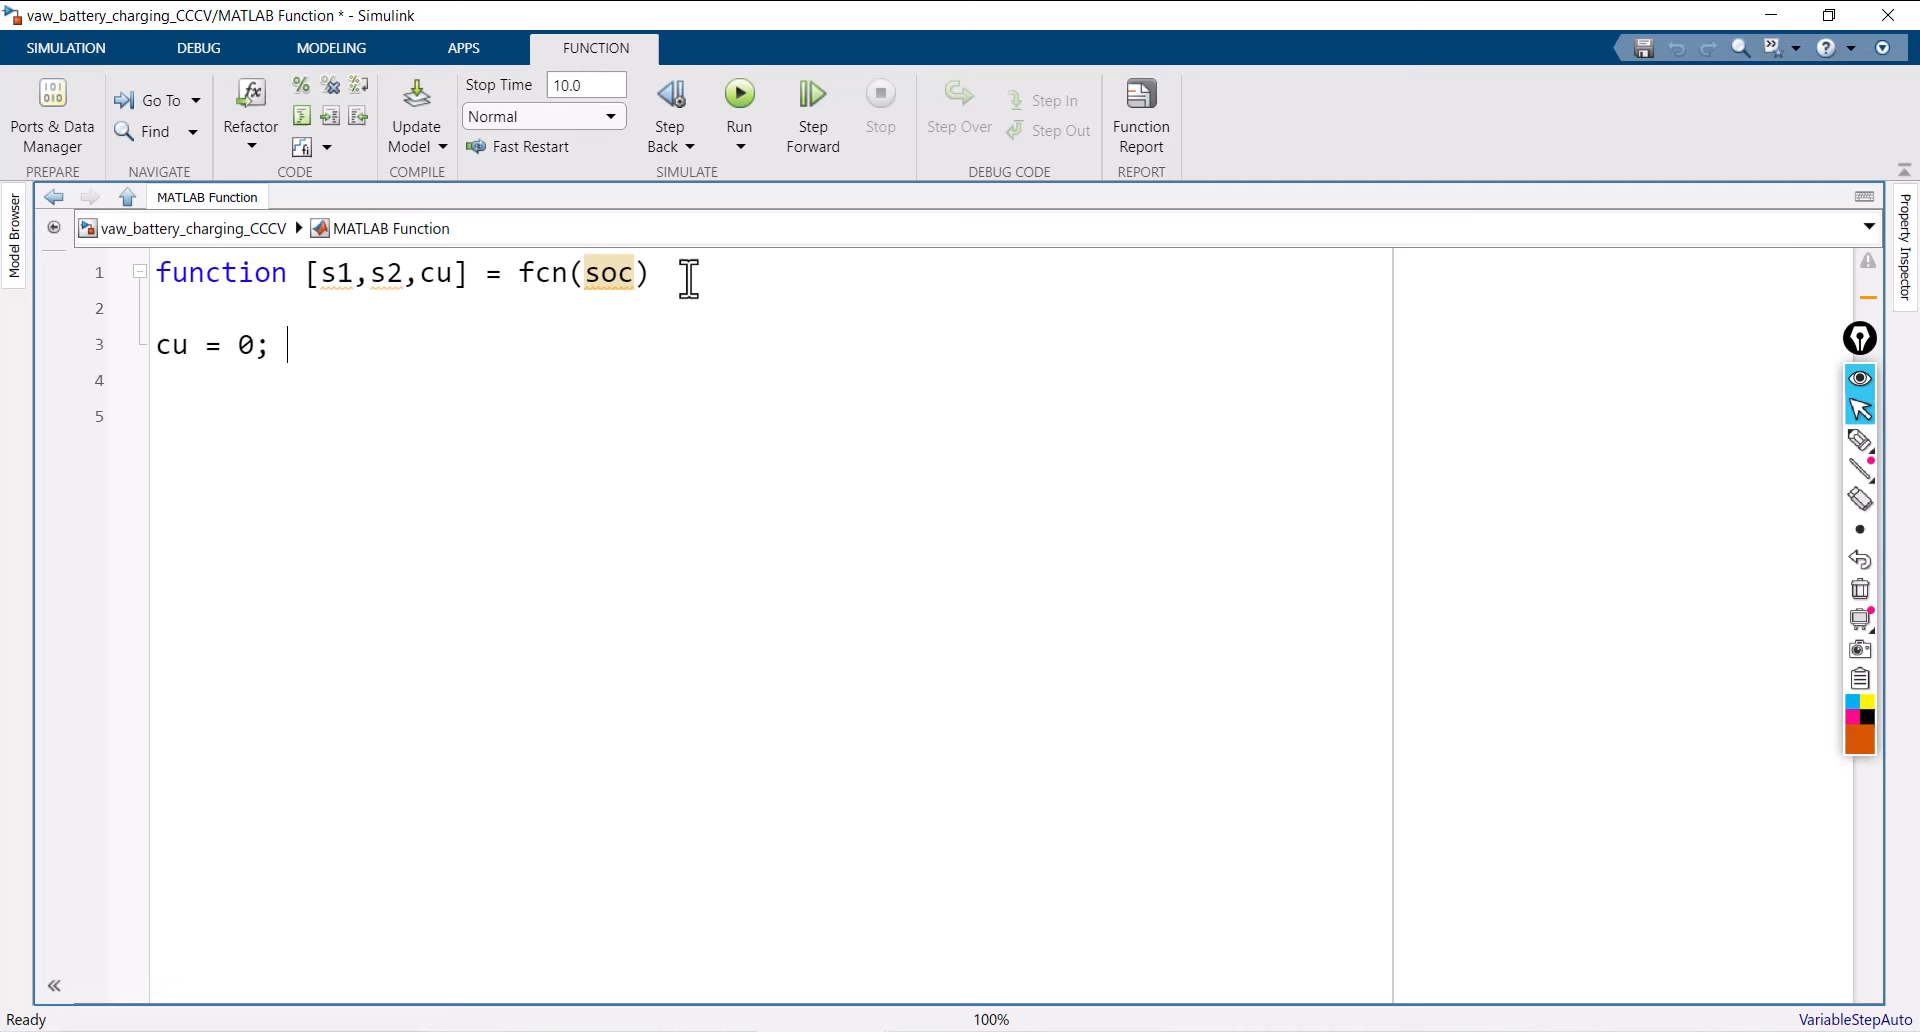 vaw_battery_charging_CCCV/MATLAB Function * - Simulink
SIMULATION DEBUG MODELING APPS FUNCTION
Ports & Data Manager
PREPARE
Go To
Find
NAVIGATE
Refactor
CODE
Update Model
COMPILE
Stop Time 10.0
Normal
Fast Restart
Step Back
Run
Step Forward
Stop
SIMULATE
Step Over
Step In
Step Out
DEBUG CODE
Function Report
REPORT
MATLAB Function
vaw_battery_charging_CCCV MATLAB Function
Model Browser
Property Inspector
1 function [s1,s2,cu] = fcn(soc)
2
3 cu = 0;
4
5
Ready 100% VariableStepAuto